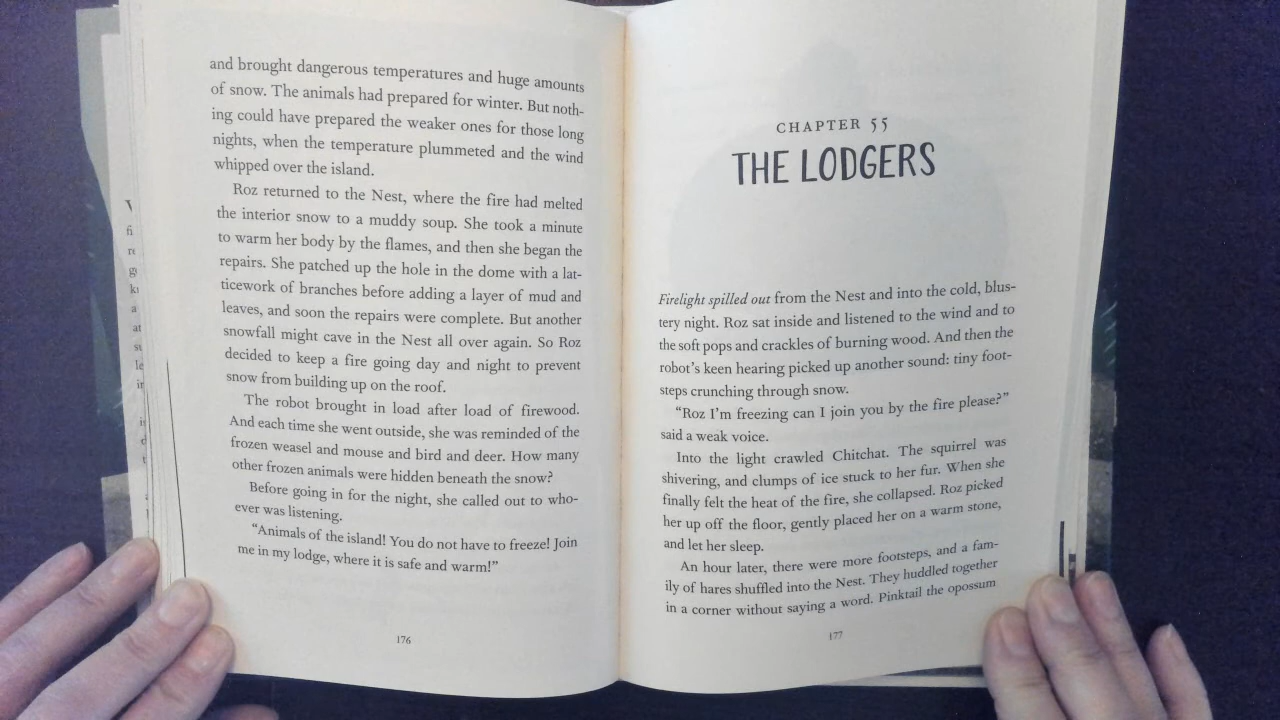 and brought dangerous temperatures and huge amounts
of snow. The animals had prepared for winter. But noth-
ing could have prepared the weaker ones for those long
nights, when the temperature plummeted and the wind
whipped over the island.
Roz returned to the Nest, where the fire had melted
the interior snow to a muddy soup. She took a minute
to warm her body by the flames, and then she began the
repairs. She patched up the hole in the dome with a lat-
ticework of branches before adding a layer of mud and
leaves, and soon the repairs were complete. But another
snowfall might cave in the Nest all over again. So Roz
decided to keep a fire going day and night to prevent
snow from building up on the roof.
The robot brought in load after load of firewood.
And each time she went outside, she was reminded of the
frozen weasel and mouse and bird and deer. How many
other frozen animals were hidden beneath the snow?
Before going in for the night, she called out to who-
ever was listening.
“Animals of the island! You do not have to freeze! Join
me in my lodge, where it is safe and warm!”
176
CHAPTER 55
THE LODGERS
Firelight spilled out from the Nest and into the cold, blus-
tery night. Roz sat inside and listened to the wind and to
the soft pops and crackles of burning wood. And then the
robot’s keen hearing picked up another sound: tiny foot-
steps crunching through snow.
“Roz I’m freezing can I join you by the fire please?”
said a weak voice.
Into the light crawled Chitchat. The squirrel was
shivering, and clumps of ice stuck to her fur. When she
finally felt the heat of the fire, she collapsed. Roz picked
her up off the floor, gently placed her on a warm stone,
and let her sleep.
An hour later, there were more footsteps, and a fam-
ily of hares shuffled into the Nest. They huddled together
in a corner without saying a word. Pinktail the opossum
177